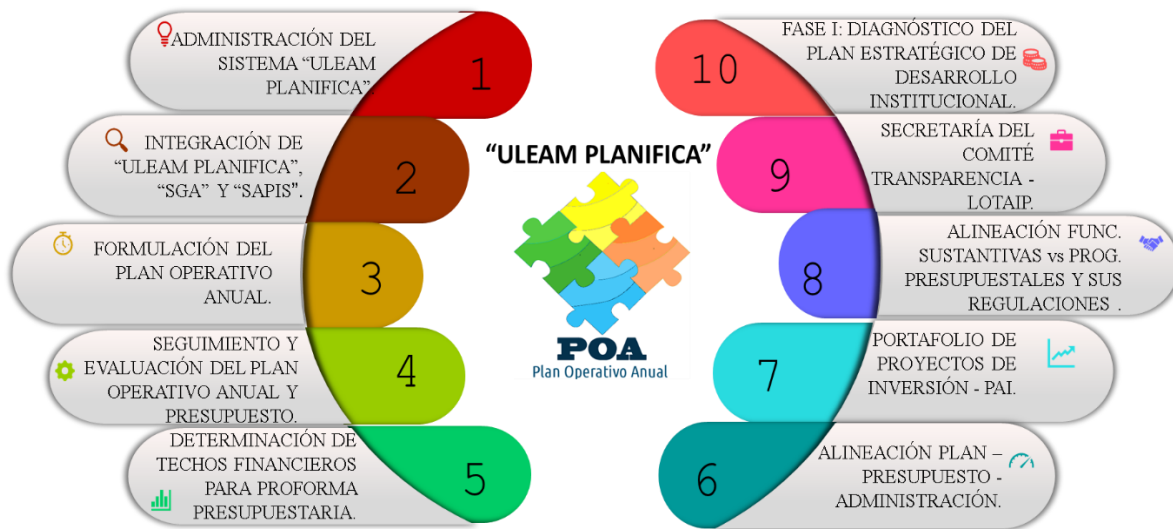 ADMINISTRACIÓN DEL
SISTEMA “ULEAM
PLANIFICA”
1
INTEGRACIÓN DE
“ULEAM PLANIFICA”,
“SGA” Y “SAPIS”.
2
FORMULACIÓN DEL
PLAN OPERATIVO
ANUAL.
3
SEGUIMIENTO Y
EVALUACIÓN DEL PLAN
OPERATIVO ANUAL Y
PRESUPUESTO.
4
DETERMINACIÓN DE
TECHOS FINANCIEROS
PARA PROFORMA
PRESUPUESTARIA.
5
“ULEAM PLANIFICA”
POA
Plan Operativo Anual
10
FASE I: DIAGNÓSTICO DEL
PLAN ESTRATÉGICO DE
DESARROLLO
INSTITUCIONAL.
9
SECRETARÍA DEL
COMITÉ
TRANSPARENCIA -
LOTAIP.
8
ALINEACIÓN FUNC.
SUSTANTIVAS vs PROG.
PRESUPUESTALES Y SUS
REGULACIONES .
7
PORTAFOLIO DE
PROYECTOS DE
INVERSIÓN - PAI.
6
ALINEACIÓN PLAN –
PRESUPUESTO -
ADMINISTRACIÓN.